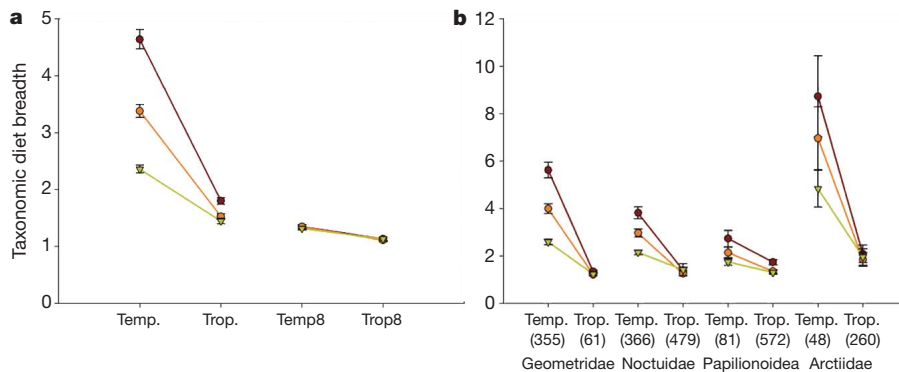 a
5
4
3
2
1
0
Taxonomic diet breadth
Temp. Trop. Temp8 Trop8
b
12
10
8
6
4
2
0
Temp. Trop. Temp. Trop. Temp. Trop. Temp. Trop.
(355) (61) (366) (479) (81) (572) (48) (260)
Geometridae Noctuidae Papilionoidea Arctiidae